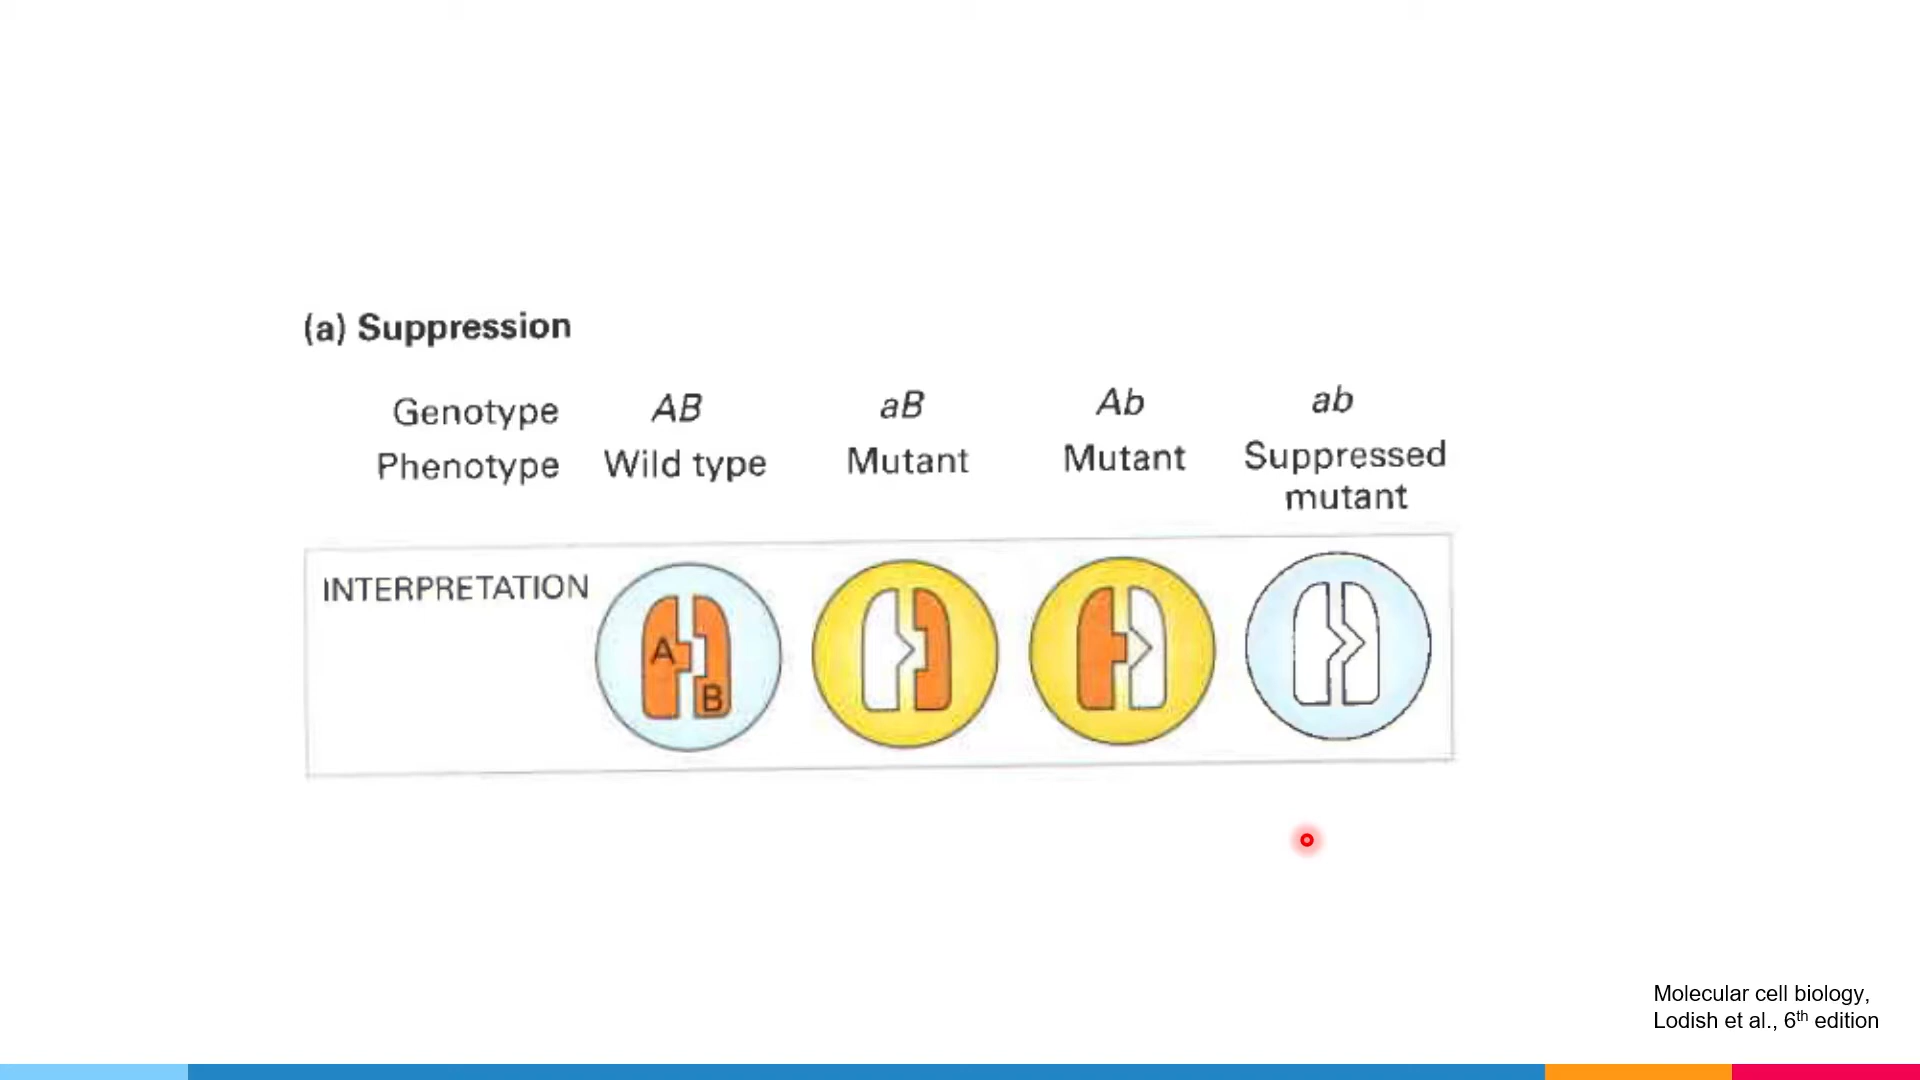 (a) Suppression
Genotype AB aB Ab ab
Phenotype Wild type Mutant Mutant Suppressed
mutant
INTERPRETATION
A
B
Molecular cell biology,
Lodish et al., 6th edition